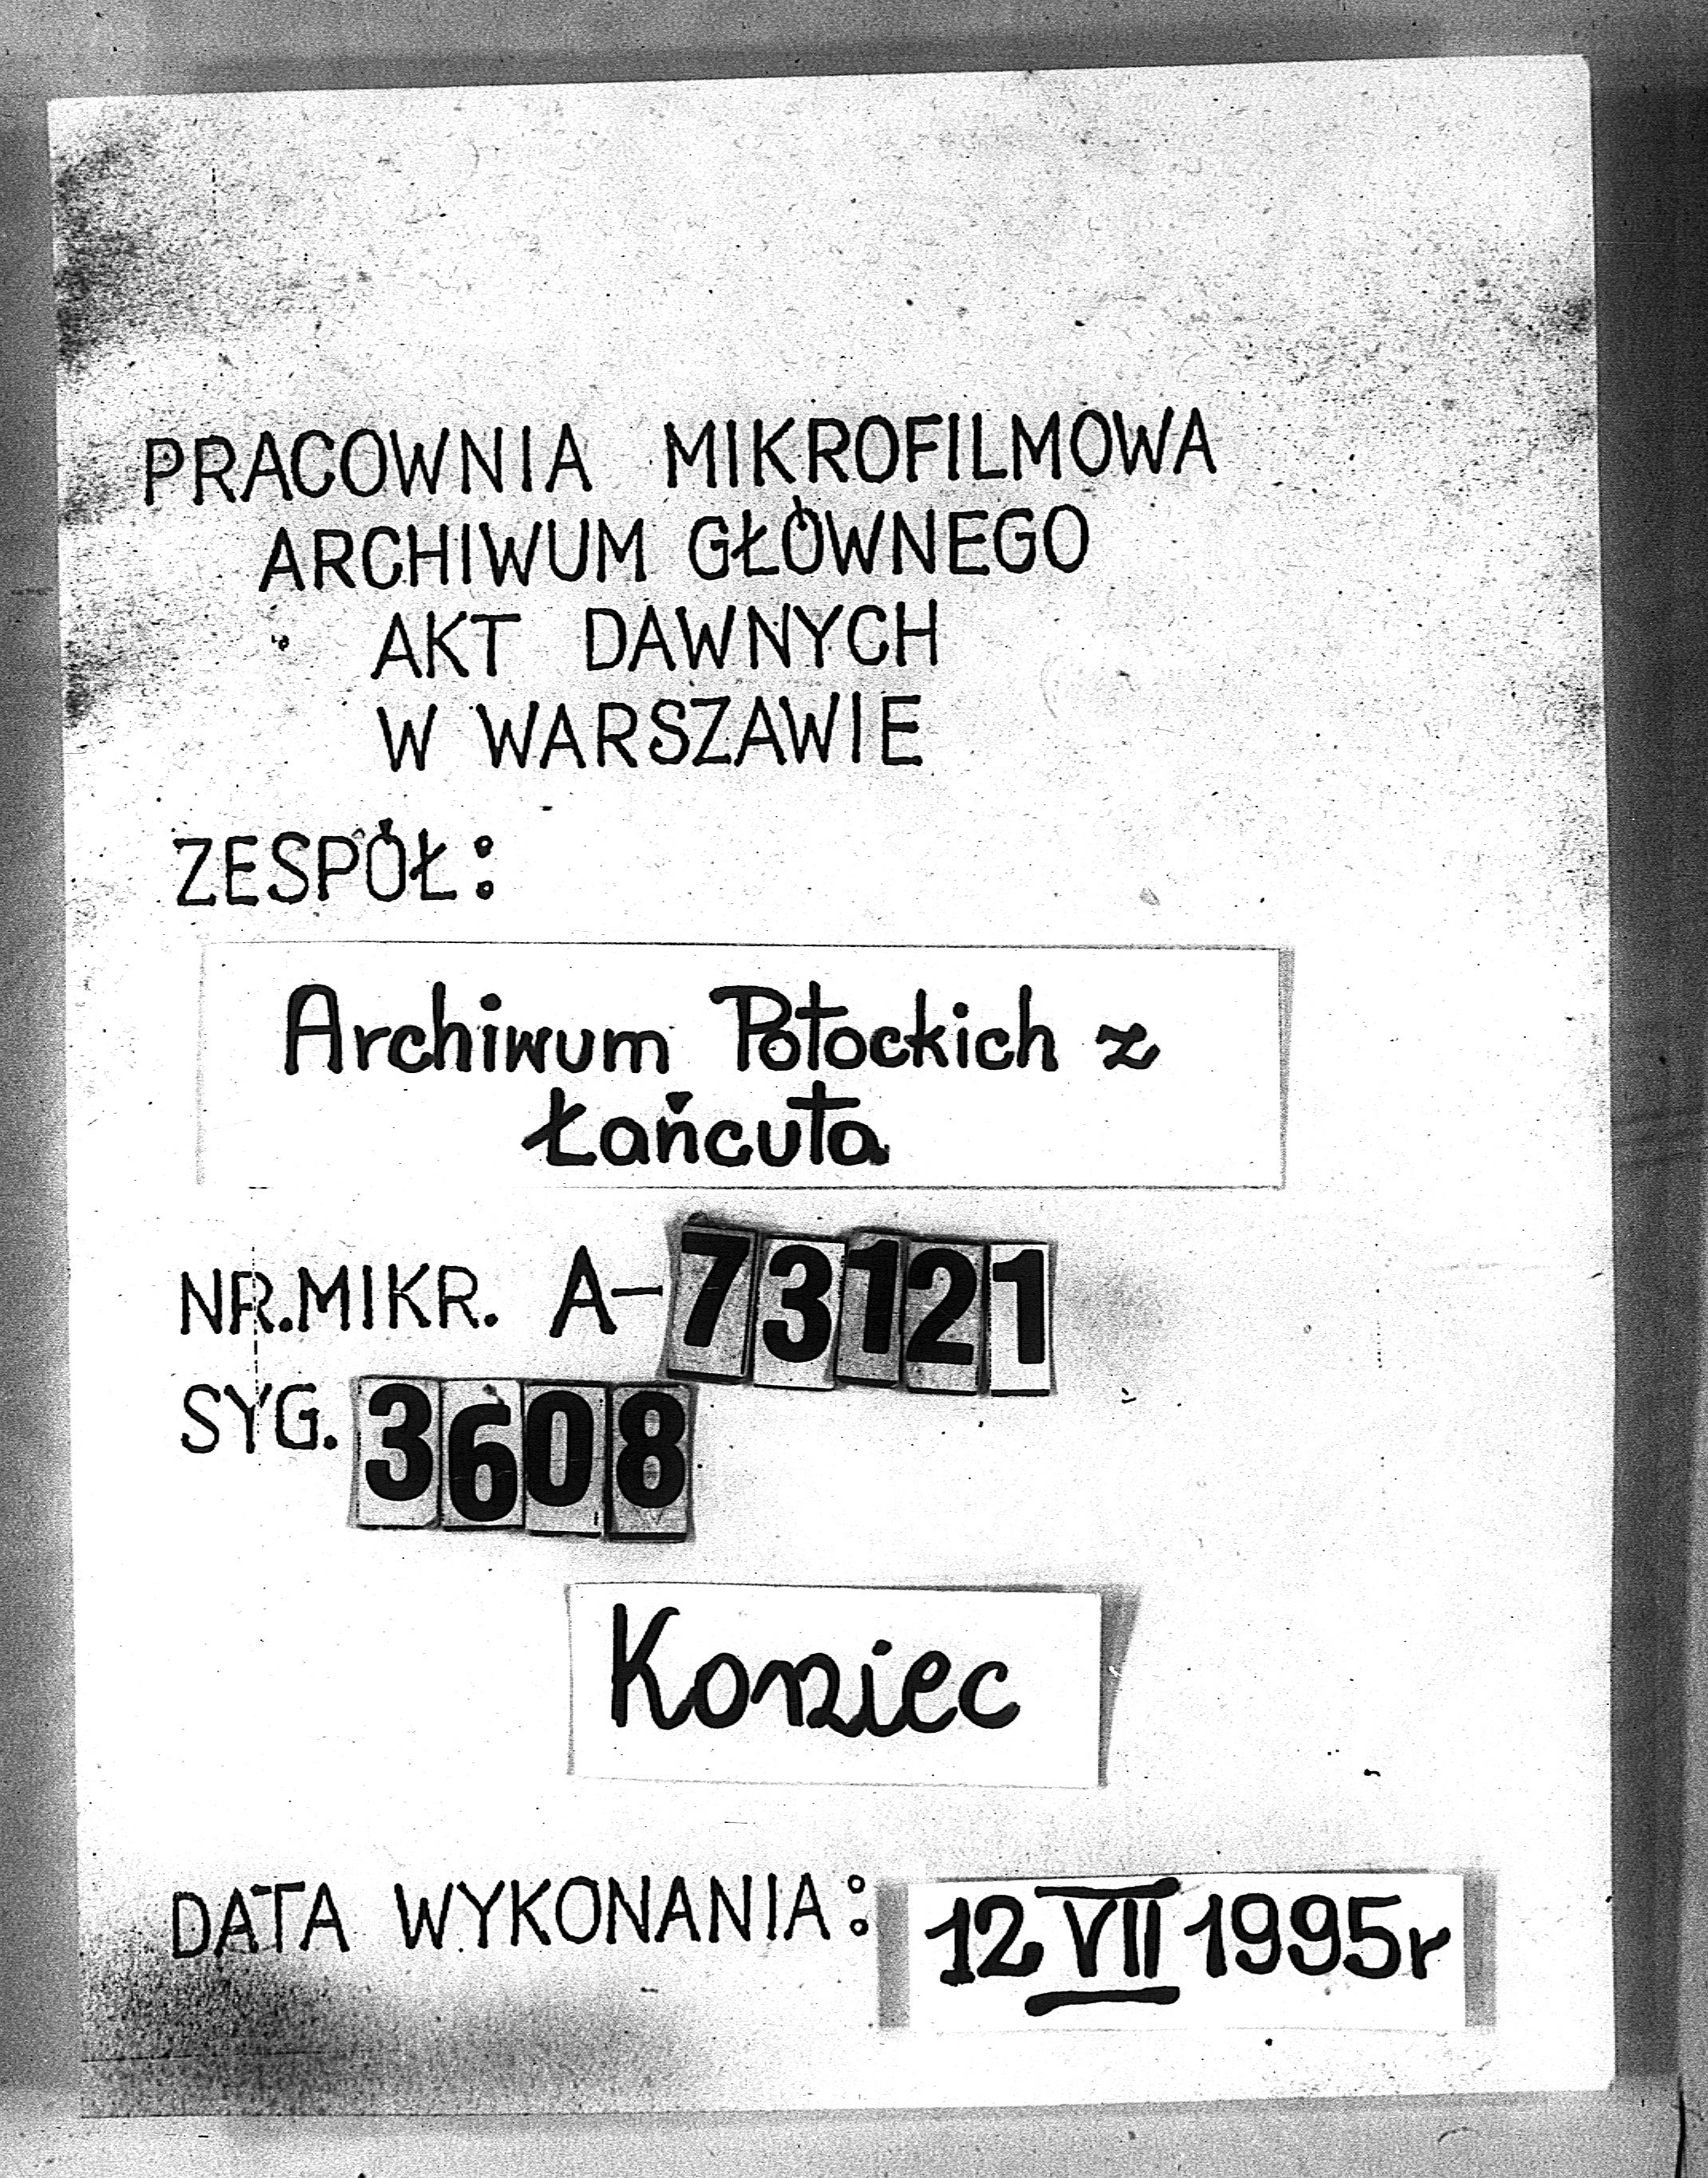 PRACOWNIA MIKROFILMOWA
ARCHIWUM GŁÓWNEGO
AKT DAWNYCH
W WARSZAWIE
ZESPÓŁ:
Archiwum Potockich z
Łańcuta
NR.MIKR. A-73121
SYG. 3608
Koniec
DATA WYKONANIA: 12 VII 1995r